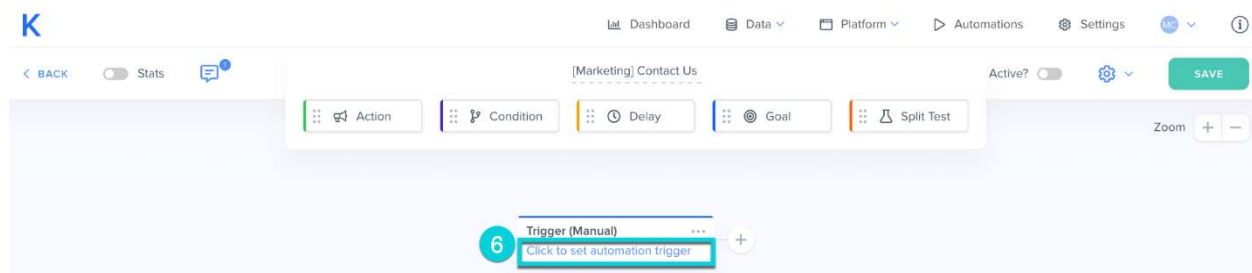 K
Dashboard Data Platform Automations Settings MC i
BACK Stats [Marketing] Contact Us Active? SAVE
Action Condition Delay Goal Split Test
Zoom + −
Trigger (Manual) ...
6 Click to set automation trigger +